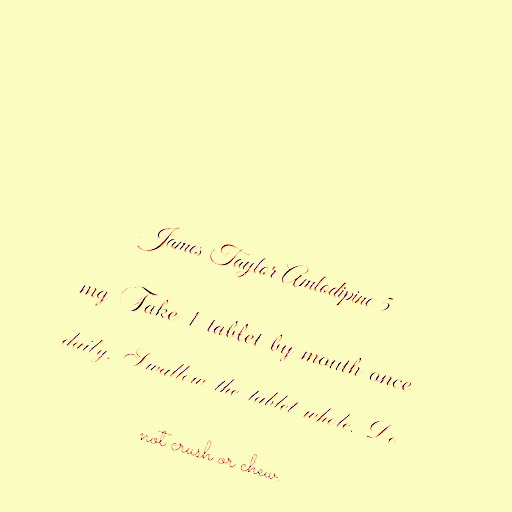 James Taylor Amlodipine 5
mg Take 1 tablet by mouth once
daily. Swallow the tablet whole. Do
not crush or chew.